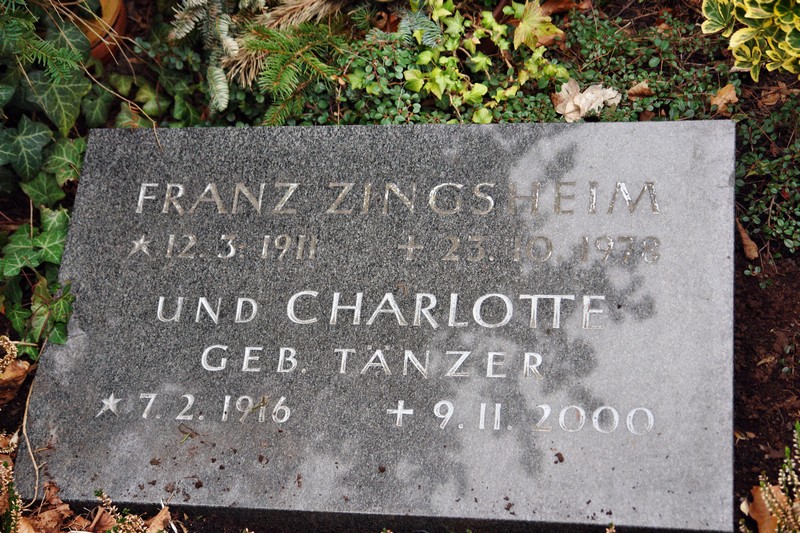 FRANZ ZINGSHEIM
★ 12. 3. 1911 + 23. 10. 1978
UND CHARLOTTE
GEB. TÄNZER
★ 7. 2. 1916 + 9. 11. 2000